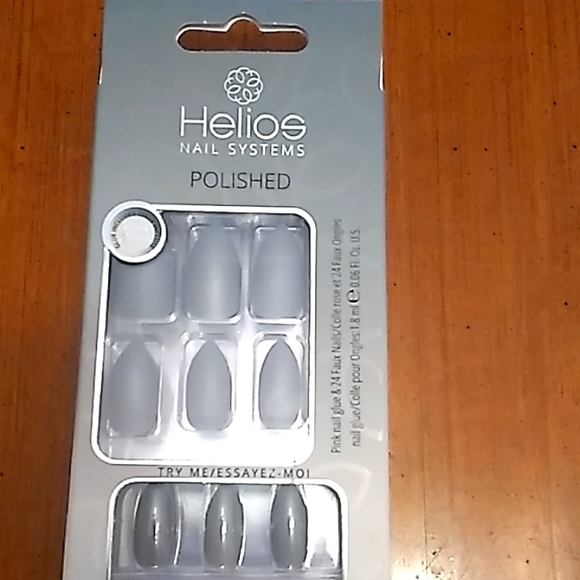 Helios
NAIL SYSTEMS
POLISHED
Pink nail glue & 24 Faux Nails/Colle rose et 24 Faux Ongles
nail glue/Colle pour Ongles:1.8 ml ℮ 0.06 Fl. Oz. U.S.
TRY ME/ESSAYEZ-MOI